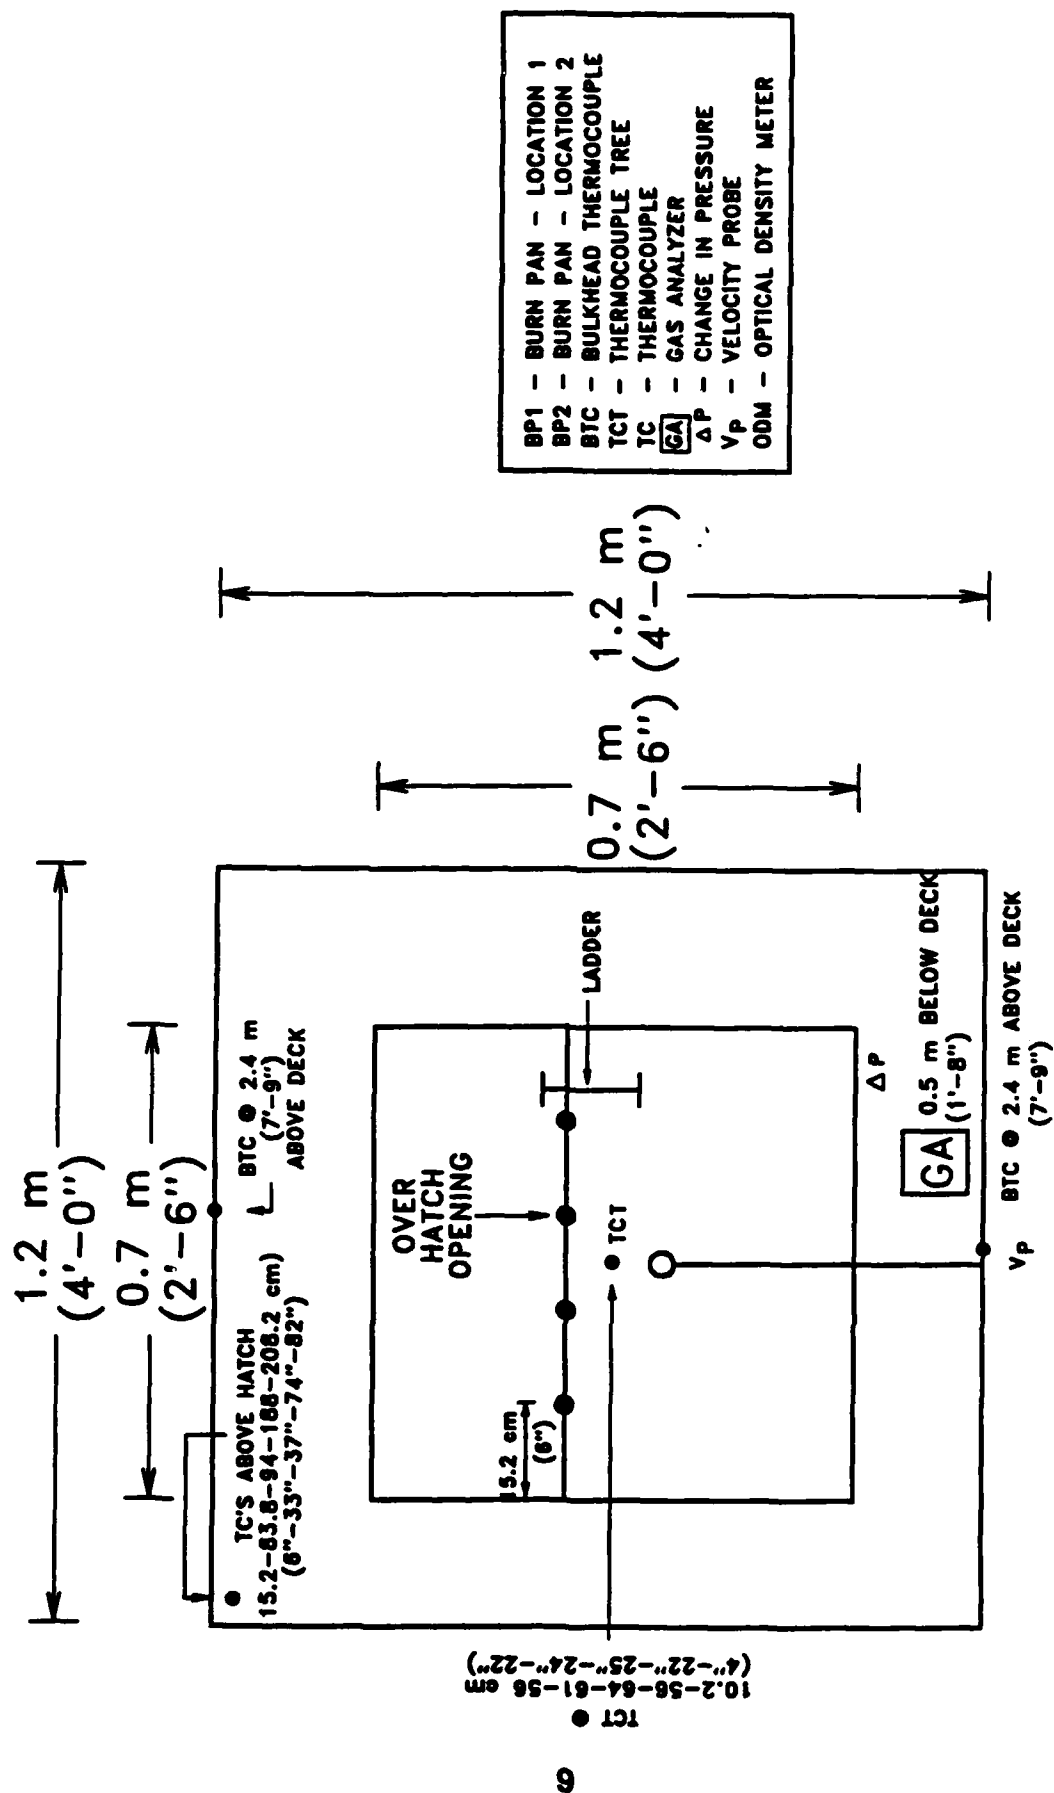 1.2 m
(4'-0")
0.7 m
(2'-6")
TC'S ABOVE HATCH
15.2-83.8-94-188-208.2 cm)
(6"-33"-37"-74"-82")
BTC @ 2.4 m
(7'-9")
ABOVE DECK
OVER
HATCH
OPENING
15.2 cm
(6")
TCT
LADDER
ΔP
GA 0.5 m BELOW DECK
(1'-8")
Vp
BTC @ 2.4 m ABOVE DECK
(7'-9")
0.7 m
(2'-6")
1.2 m
(4'-0")
TCT
10.2-56-64-61-56 cm
(4"-22"-25"-24"-22")
BP1 - BURN PAN - LOCATION 1
BP2 - BURN PAN - LOCATION 2
BTC - BULKHEAD THERMOCOUPLE
TCT - THERMOCOUPLE TREE
TC - THERMOCOUPLE
GA - GAS ANALYZER
ΔP - CHANGE IN PRESSURE
Vp - VELOCITY PROBE
ODM - OPTICAL DENSITY METER